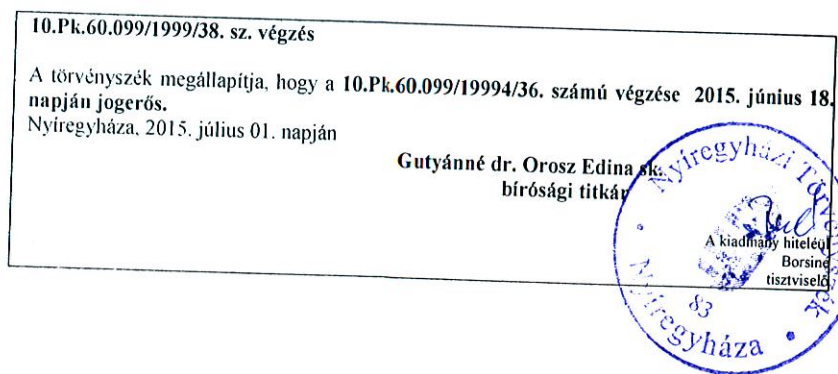 10.Pk.60.099/1999/38. sz. végzés
A törvényszék megállapítja, hogy a 10.Pk.60.099/19994/36. számú végzése 2015. június 18.
napján jogerős.
Nyíregyháza, 2015. július 01. napján
Gutyánné dr. Orosz Edina sk.
bírósági titkár
A kiadmány hiteléül
Borsiné
tisztviselő
Nyíregyházi Törvényszék
83
Nyíregyháza